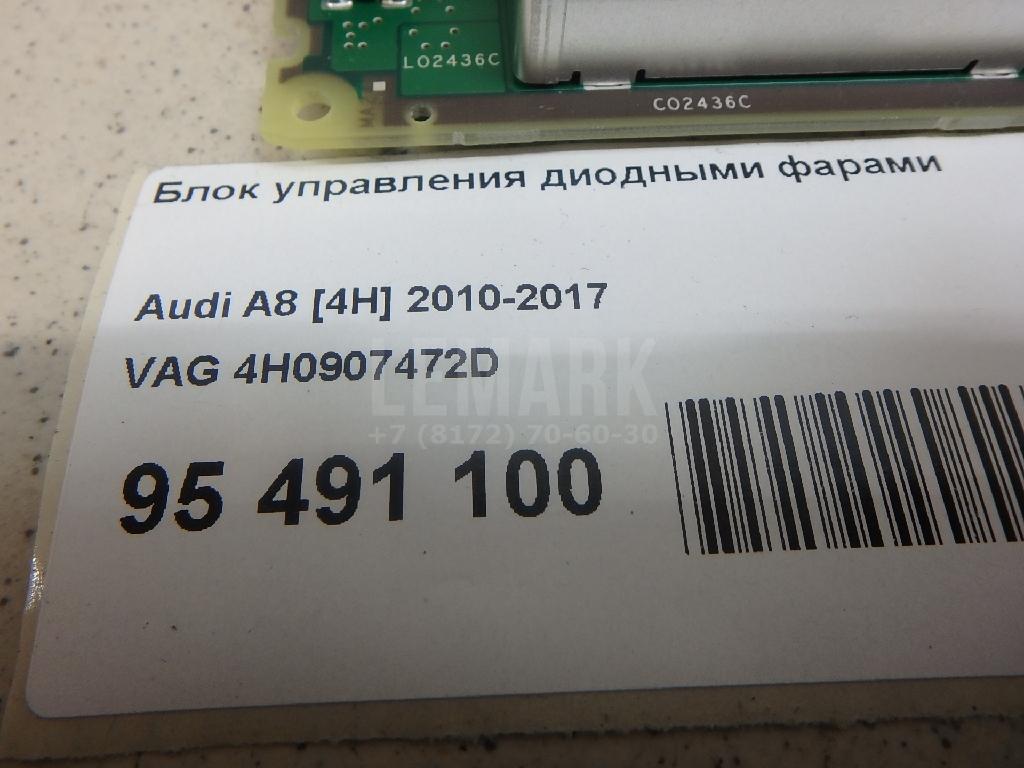 LO2436C
CO2436C
Блок управления диодными фарами
Audi A8 [4H] 2010-2017
VAG 4H0907472D
LEMARK
+7 (8172) 70-60-30
95 491 100